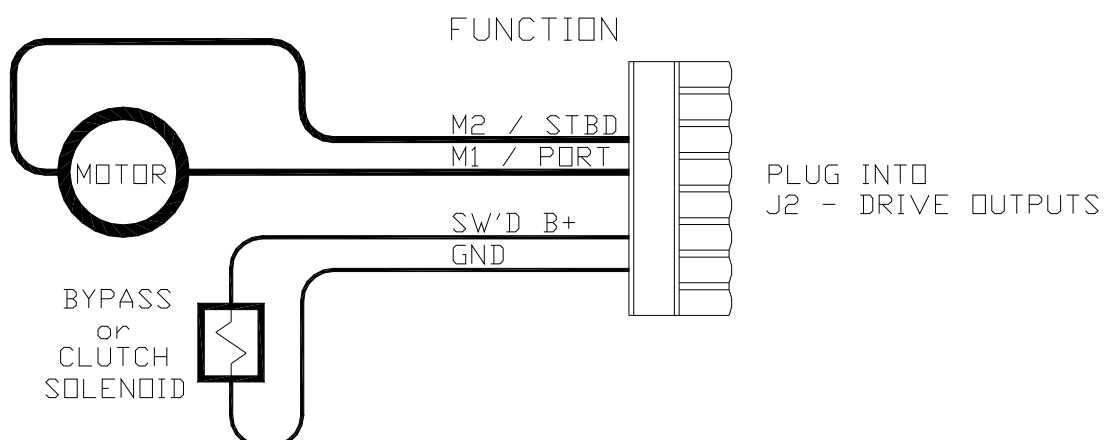 FUNCTION
M2 / STBD
M1 / PORT
MOTOR
PLUG INTO
J2 - DRIVE OUTPUTS
SW'D B+
GND
BYPASS
or
CLUTCH
SOLENOID